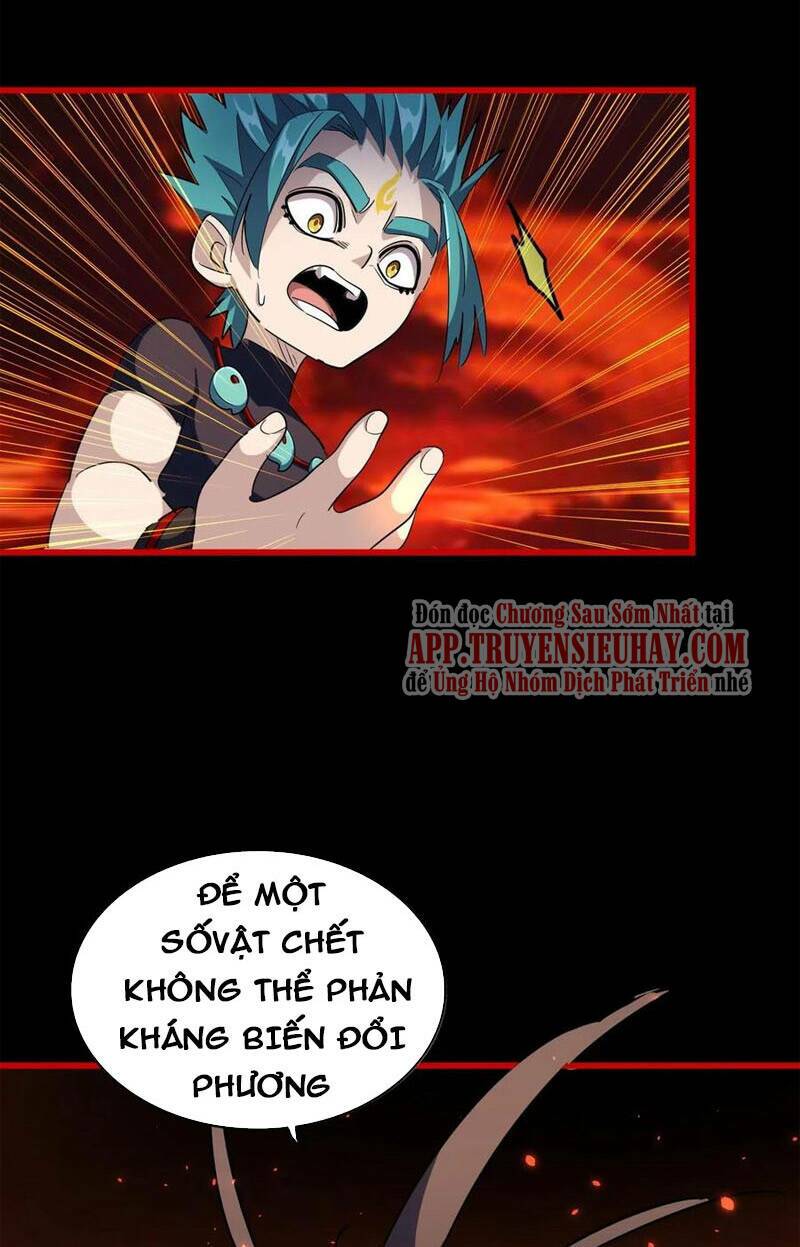 Đón đọc Chương Sau Sớm Nhất tại
APP.TRUYENSIEUHAY.COM
để Ủng Hộ Nhóm Dịch Phát Triển nhé
ĐỂ MỘT
SỐVẬT CHẾT
KHÔNG THỂ PHẢN
KHÁNG BIẾN ĐỔI
PHƯƠNG